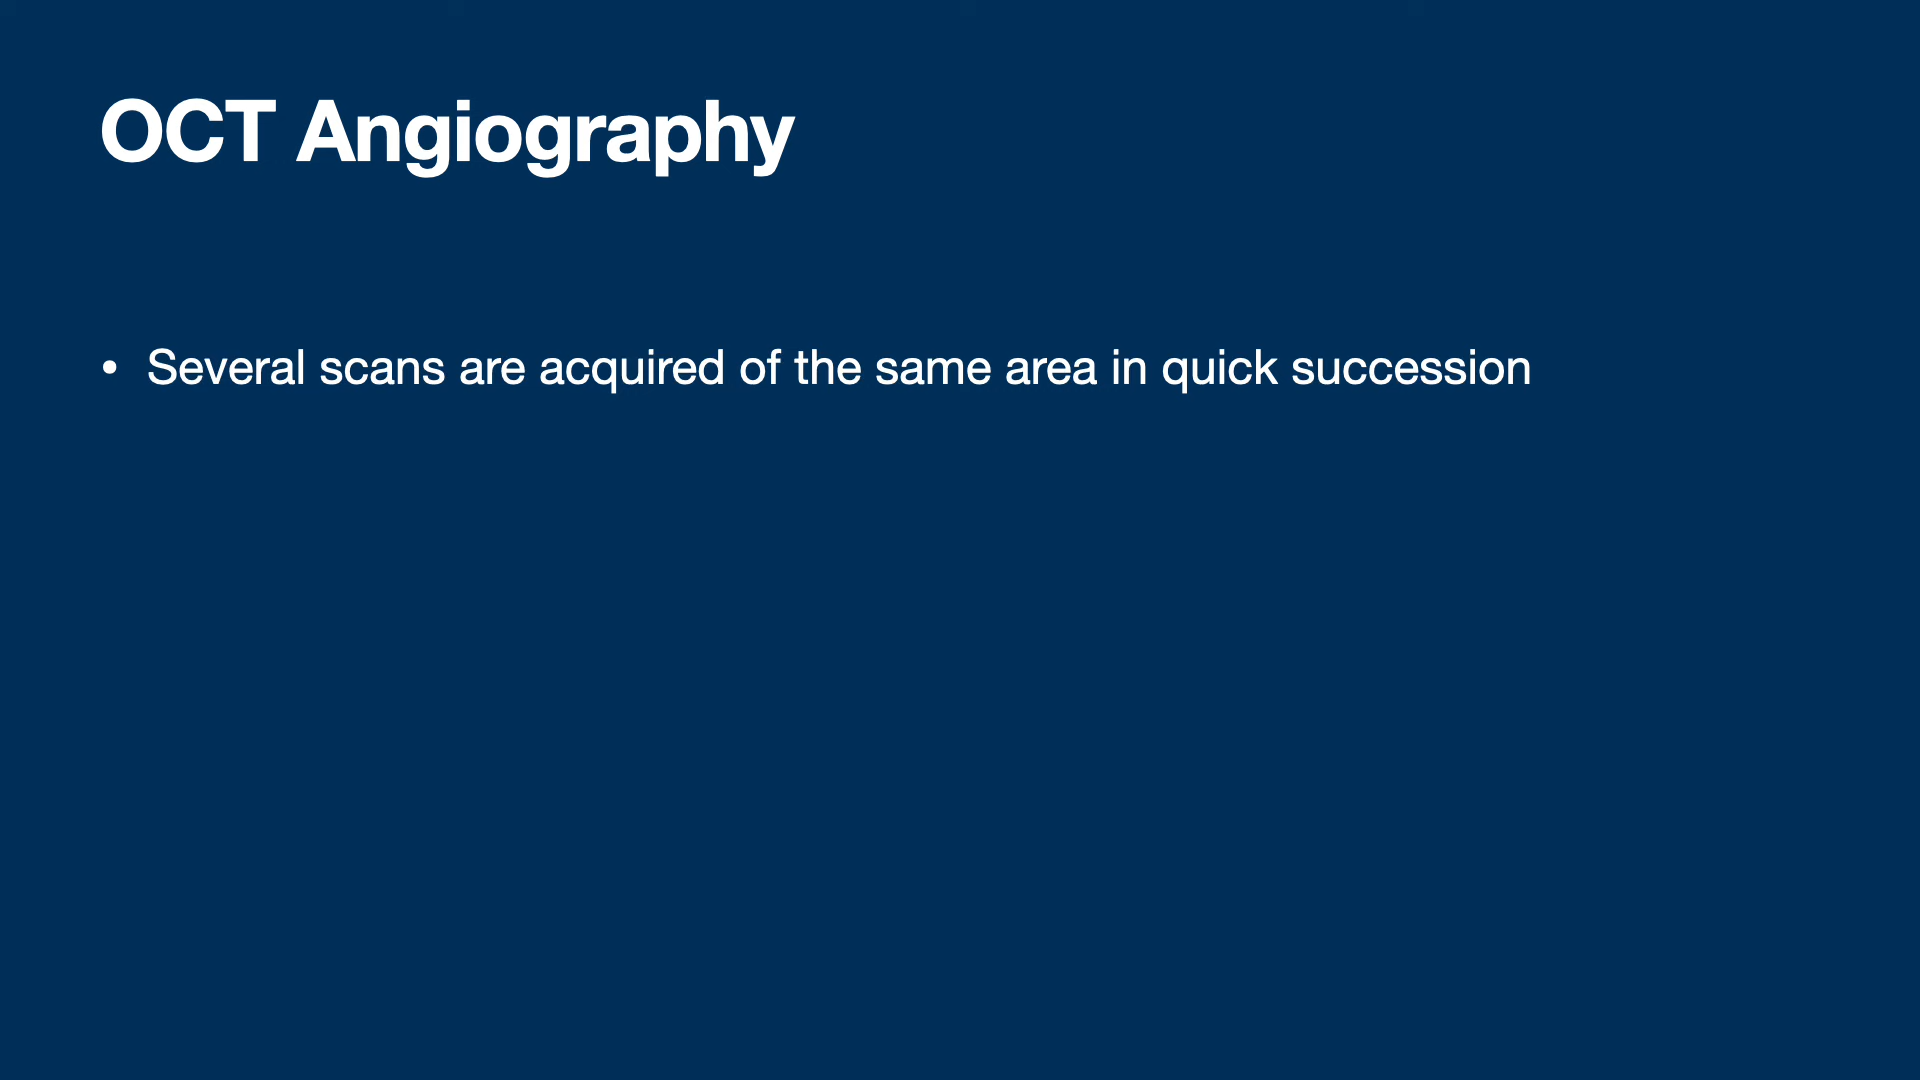 OCT Angiography
• Several scans are acquired of the same area in quick succession